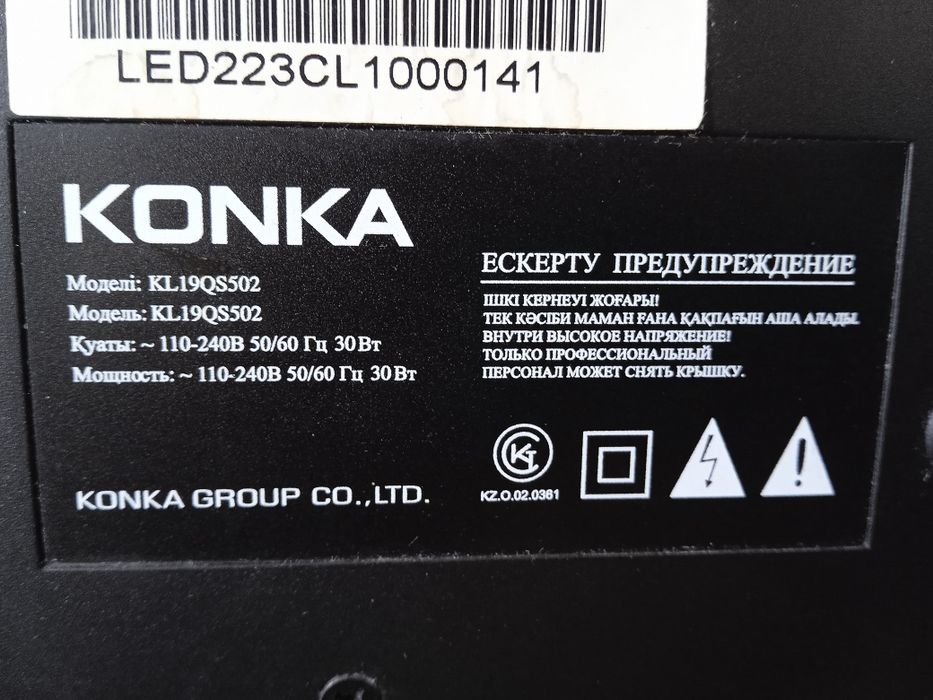 LED223CL1000141
KONKA
Моделі: KL19QS502
Модель: KL19QS502
Қуаты: ~ 110-240В 50/60 Гц 30Вт
Мощность: ~ 110-240В 50/60 Гц 30Вт
KONKA GROUP CO.,LTD.
ЕСКЕРТУ ПРЕДУПРЕЖДЕНИЕ
ІШКІ КЕРНЕУІ ЖОҒАРЫ!
ТЕК КӘСІБИ МАМАН ҒАНА ҚАҚПАҒЫН АША АЛАДЫ.
ВНУТРИ ВЫСОКОЕ НАПРЯЖЕНИЕ!
ТОЛЬКО ПРОФЕССИОНАЛЬНЫЙ
ПЕРСОНАЛ МОЖЕТ СНЯТЬ КРЫШКУ.
KZ.O.02.0361